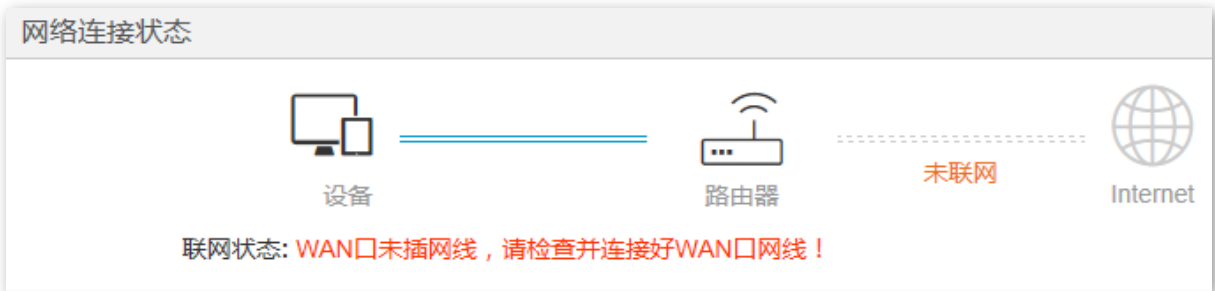 网络连接状态
未联网
设备
路由器
Internet
联网状态: WAN口未插网线，请检查并连接好WAN口网线！